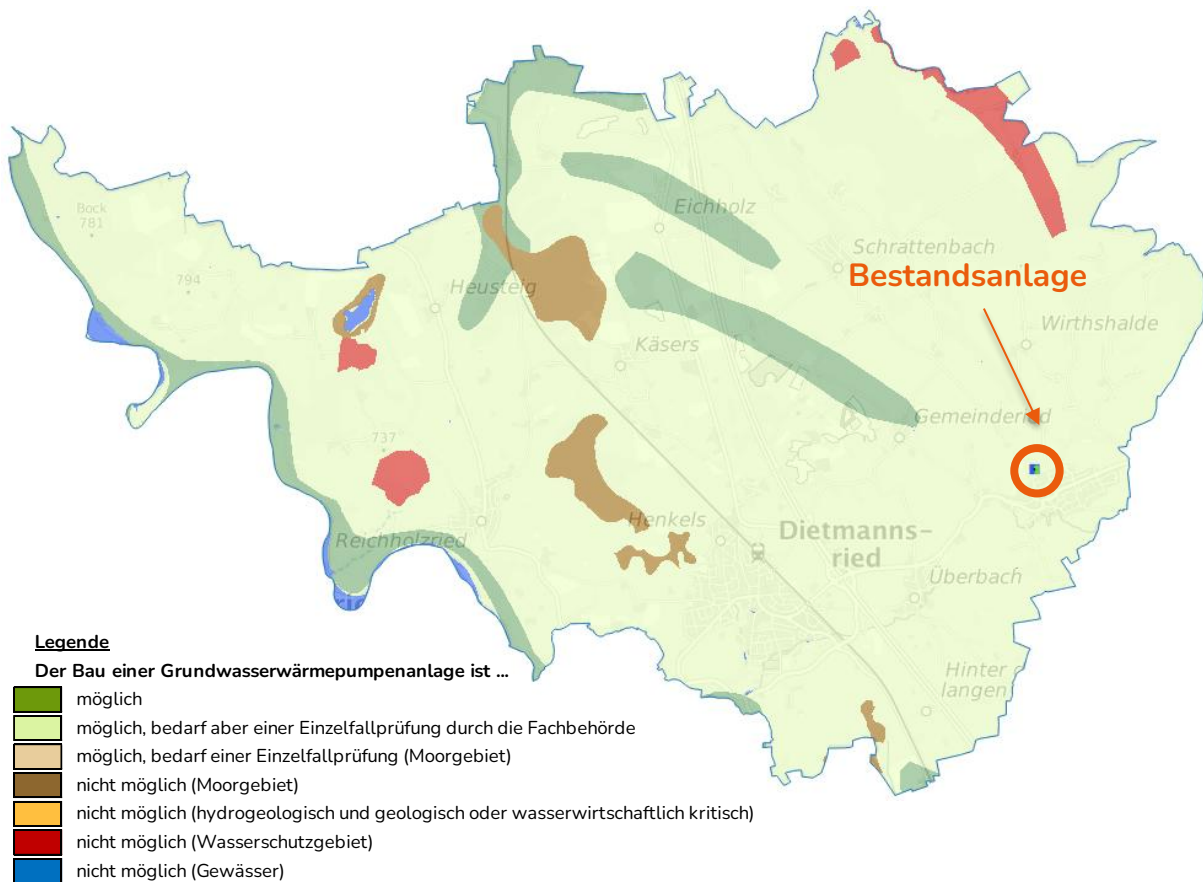 Bock
781
794
Eichholz
Schrattenbach
Bestandsanlage
Heusteig
Wirthshalde
Käsers
Gemeinderied
737
Henkels
Dietmanns-
ried
Reichholzried
Überbach
Hinter
langen
Legende
Der Bau einer Grundwasserwärmepumpenanlage ist ...
möglich
möglich, bedarf aber einer Einzelfallprüfung durch die Fachbehörde
möglich, bedarf einer Einzelfallprüfung (Moorgebiet)
nicht möglich (Moorgebiet)
nicht möglich (hydrogeologisch und geologisch oder wasserwirtschaftlich kritisch)
nicht möglich (Wasserschutzgebiet)
nicht möglich (Gewässer)